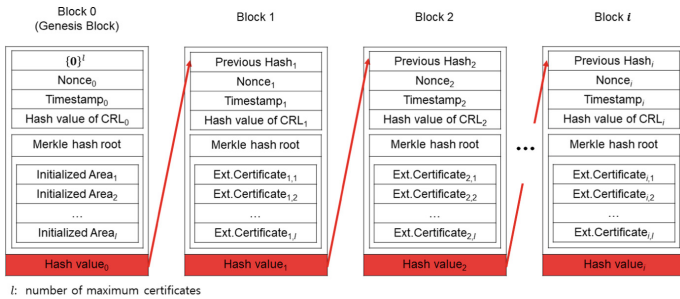 Block 0
(Genesis Block)
{0}^l
Nonce₀
Timestamp₀
Hash value of CRL₀
Merkle hash root
Initialized Area₁
Initialized Area₂
...
Initialized Area_l
Hash value₀
Block 1
Previous Hash₁
Nonce₁
Timestamp₁
Hash value of CRL₁
Merkle hash root
Ext.Certificate₁,₁
Ext.Certificate₁,₂
...
Ext.Certificate₁,l
Hash value₁
Block 2
Previous Hash₂
Nonce₂
Timestamp₂
Hash value of CRL₂
Merkle hash root
Ext.Certificate₂,₁
Ext.Certificate₂,₂
...
Ext.Certificate₂,l
Hash value₂
...
Block i
Previous Hashᵢ
Nonceᵢ
Timestampᵢ
Hash value of CRLᵢ
Merkle hash root
Ext.Certificateᵢ,₁
Ext.Certificateᵢ,₂
...
Ext.Certificateᵢ,l
Hash valueᵢ
l: number of maximum certificates